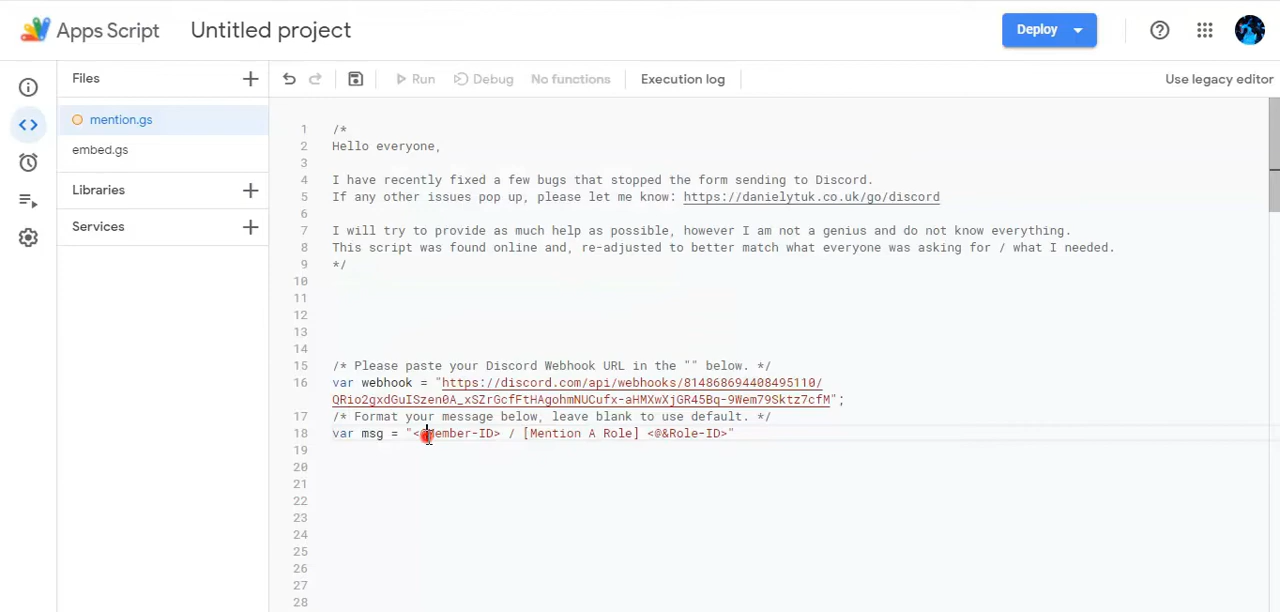 Apps Script
Untitled project
Deploy
Files
Run
Debug
No functions
Execution log
Use legacy editor
mention.gs
embed.gs
Libraries
Services
1 /*
2 Hello everyone,
3
4 I have recently fixed a few bugs that stopped the form sending to Discord.
5 If any other issues pop up, please let me know: https://danielytuk.co.uk/go/discord
6
7 I will try to provide as much help as possible, however I am not a genius and do not know everything.
8 This script was found online and, re-adjusted to better match what everyone was asking for / what I needed.
9 */
10
11
12
13
14
15 /* Please paste your Discord Webhook URL in the "" below. */
16 var webhook = "https://discord.com/api/webhooks/814868694408495110/
QRio2gxdGuISzen0A_xSZrGcfFtHAgohmNUCufx-aHMXwXjGR45Bq-9Wem79Sktz7cfM";
17 /* Format your message below, leave blank to use default. */
18 var msg = "<@Member-ID> / [Mention A Role] <@&Role-ID>"
19
20
21
22
23
24
25
26
27
28